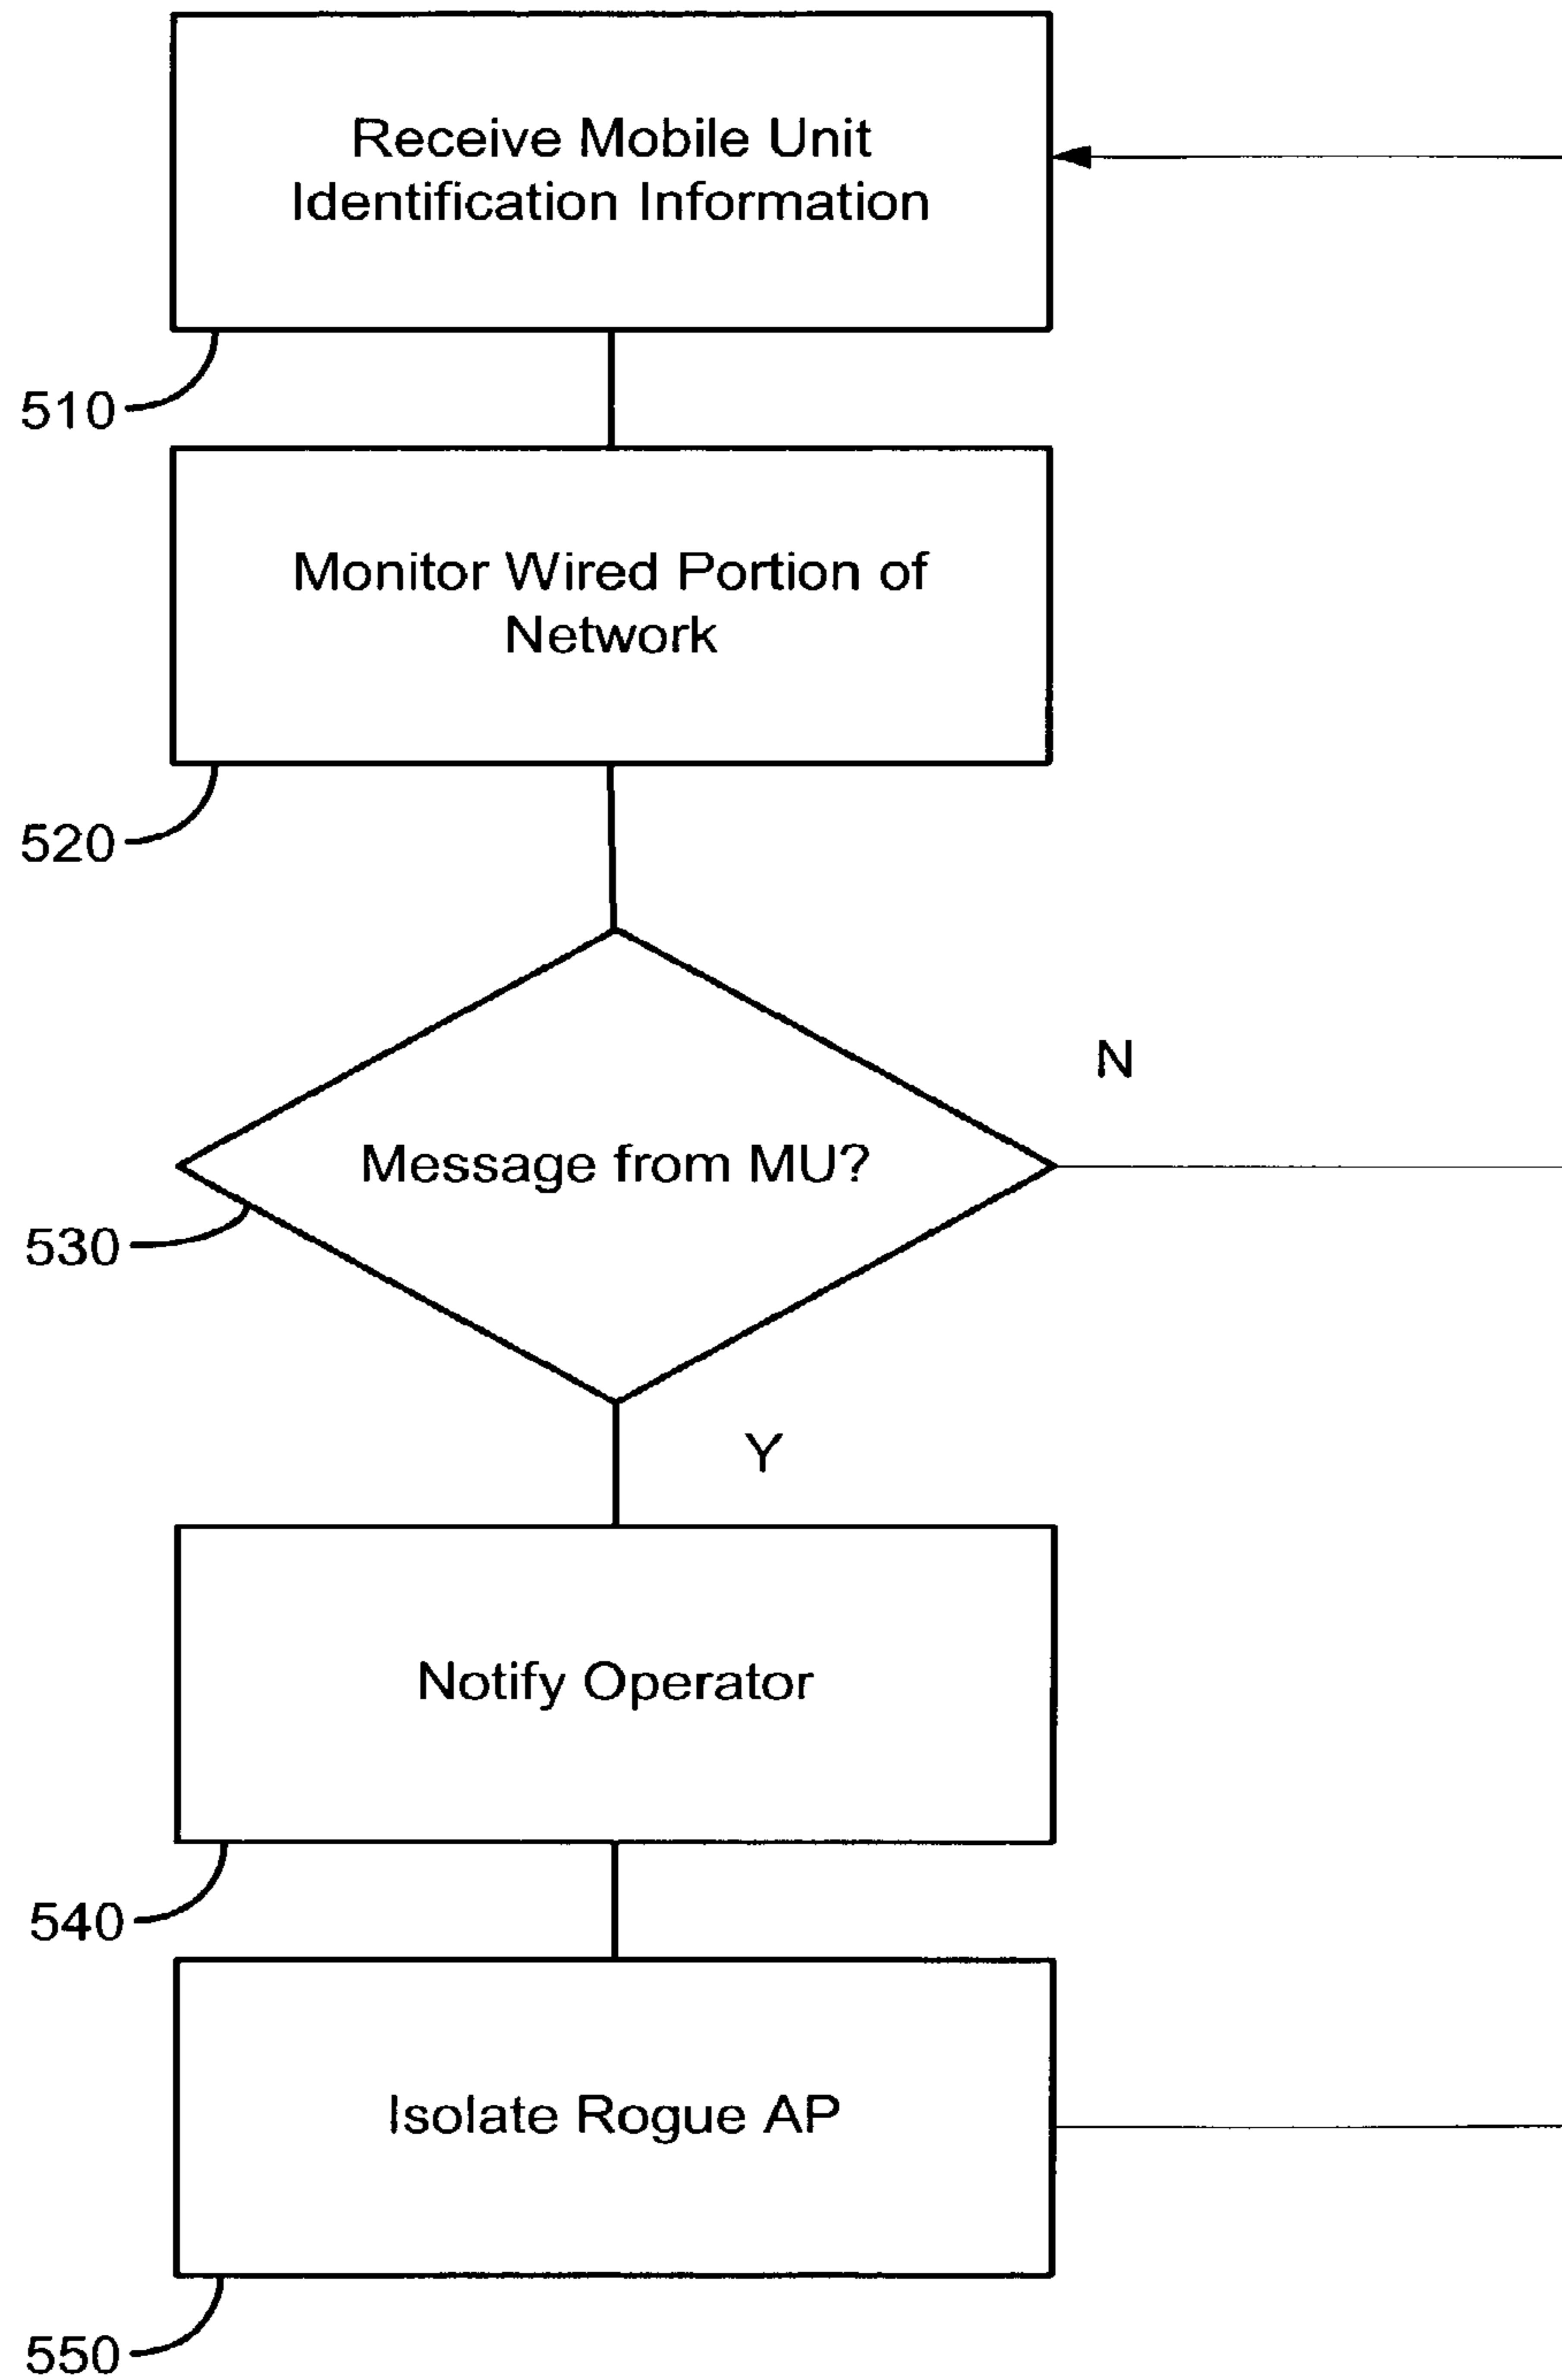 Receive Mobile Unit
Identification Information
510
Monitor Wired Portion of
Network
520
N
Message from MU?
530
Y
Notify Operator
540
Isolate Rogue AP
550